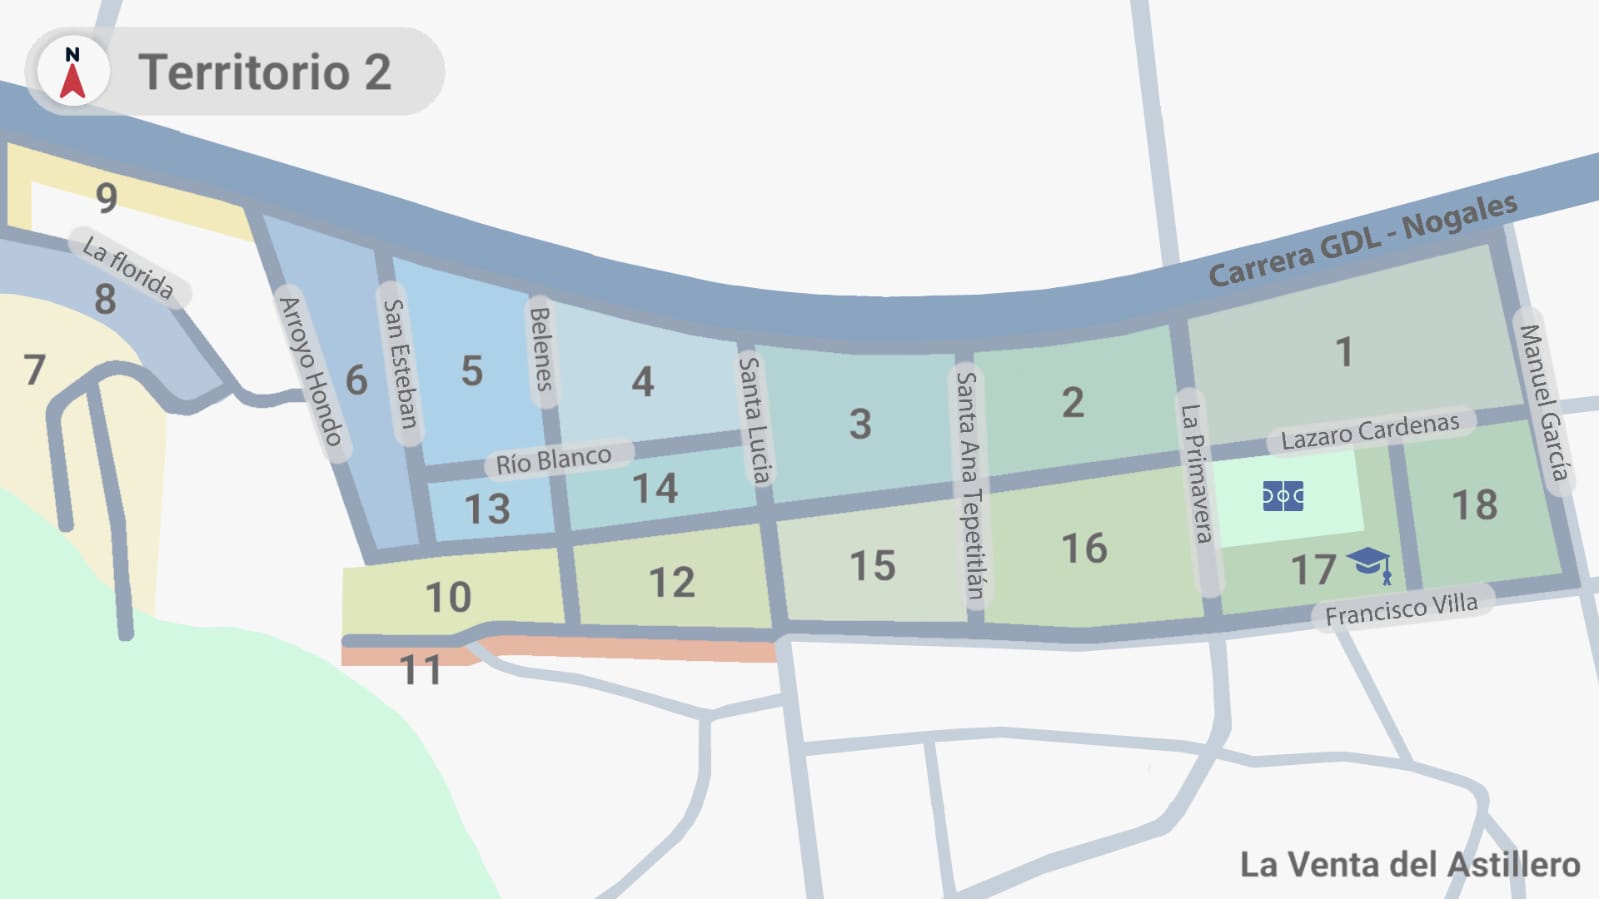 N
Territorio 2
Carrera GDL - Nogales
9
La florida
8
7
Arroyo Hondo
6
San Esteban
5
Belenes
4
Santa Lucia
3
Santa Ana Tepetitlán
2
La Primavera
1
Manuel García
Lazaro Cardenas
Río Blanco
13
14
18
10
12
15
16
17
Francisco Villa
11
La Venta del Astillero